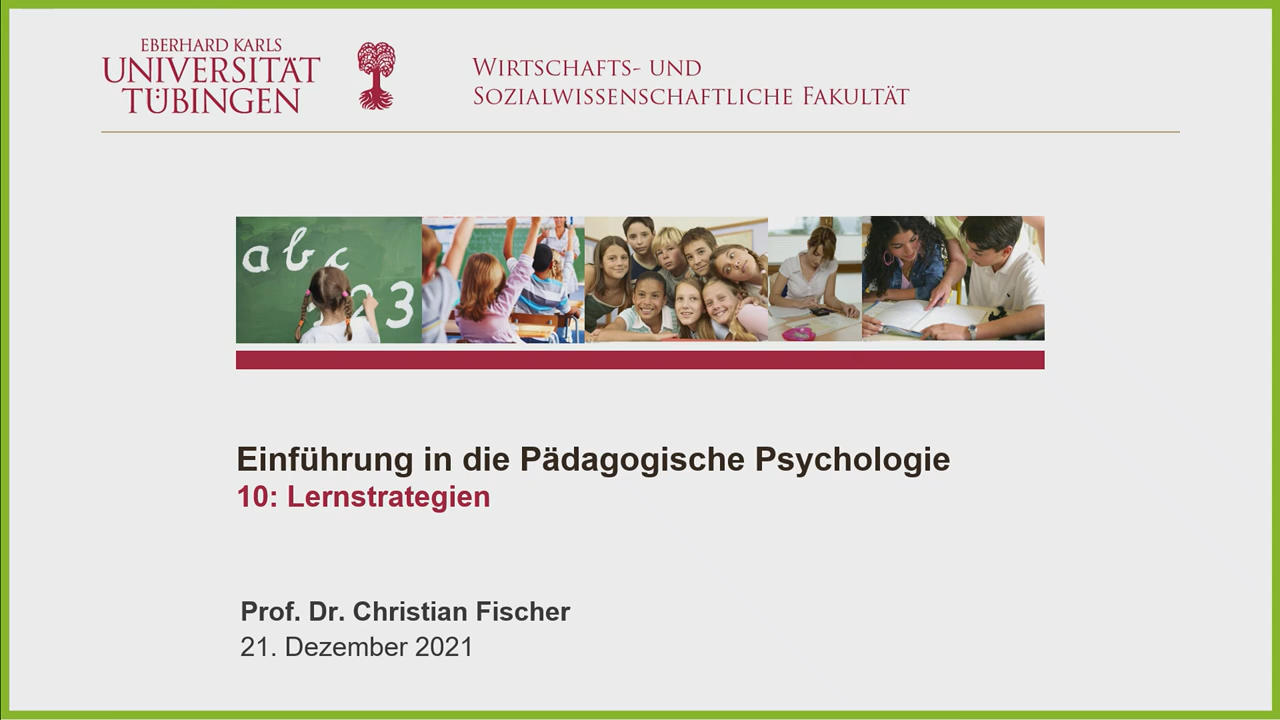 EBERHARD KARLS
UNIVERSITÄT
TÜBINGEN
WIRTSCHAFTS- UND
SOZIALWISSENSCHAFTLICHE FAKULTÄT
abc
123
Einführung in die Pädagogische Psychologie
10: Lernstrategien
Prof. Dr. Christian Fischer
21. Dezember 2021